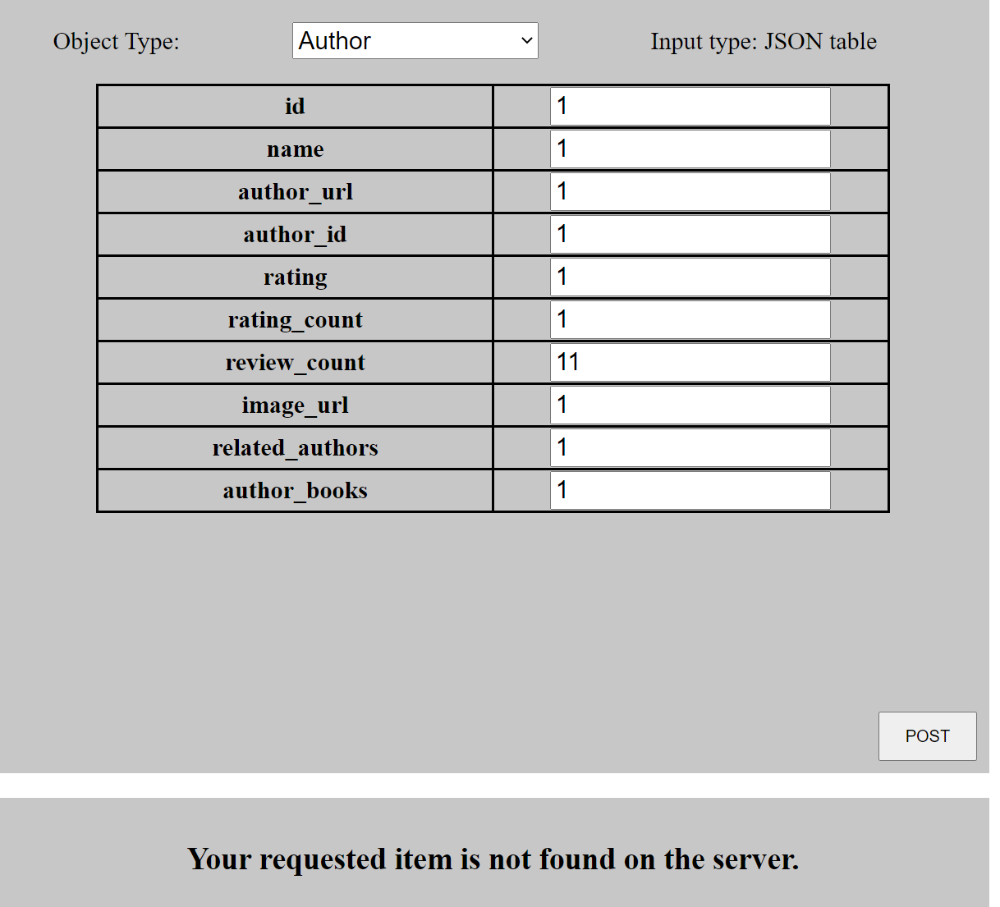 Object Type: Author Input type: JSON table
id 1
name 1
author_url 1
author_id 1
rating 1
rating_count 1
review_count 11
image_url 1
related_authors 1
author_books 1
POST
Your requested item is not found on the server.